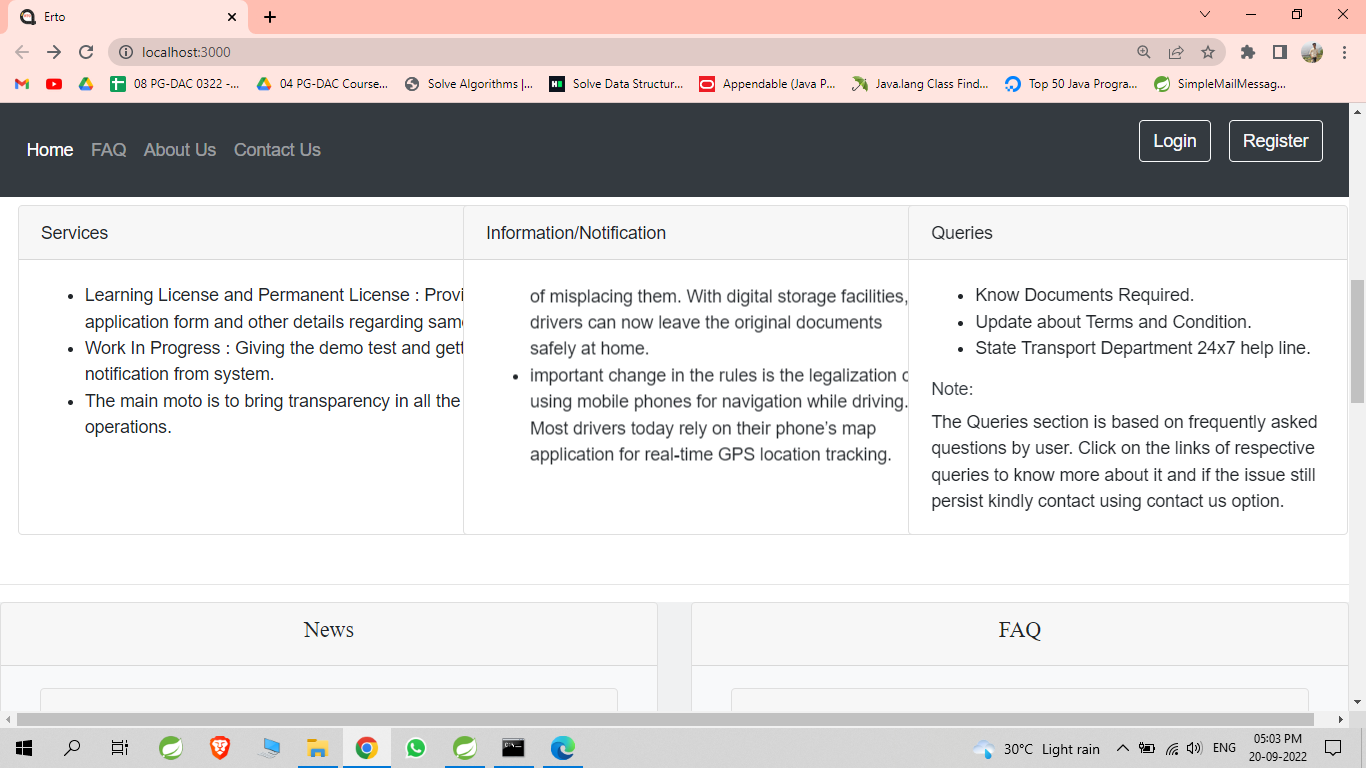 Erto
localhost:3000
08 PG-DAC 0322 -...
04 PG-DAC Course...
Solve Algorithms |...
Solve Data Structur...
Appendable (Java P...
Java.lang Class Find...
Top 50 Java Progra...
SimpleMailMessag...
Home FAQ About Us Contact Us
Login
Register
Services
Learning License and Permanent License : Provi
application form and other details regarding sam
Work In Progress : Giving the demo test and gett
notification from system.
The main moto is to bring transparency in all the
operations.
Information/Notification
of misplacing them. With digital storage facilities,
drivers can now leave the original documents
safely at home.
important change in the rules is the legalization o
using mobile phones for navigation while driving.
Most drivers today rely on their phone's map
application for real-time GPS location tracking.
Queries
Know Documents Required.
Update about Terms and Condition.
State Transport Department 24x7 help line.
Note:
The Queries section is based on frequently asked
questions by user. Click on the links of respective
queries to know more about it and if the issue still
persist kindly contact using contact us option.
News
FAQ
30°C Light rain
ENG
05:03 PM
20-09-2022